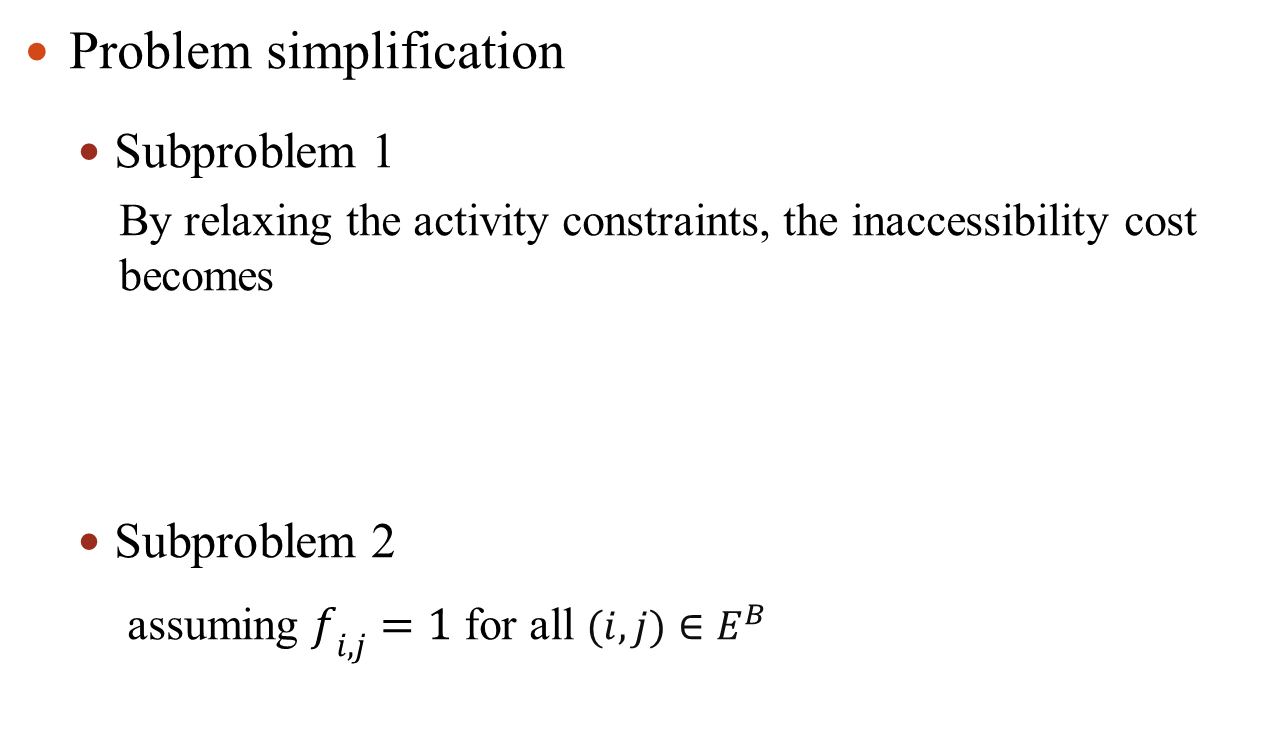 • Problem simplification
• Subproblem 1
By relaxing the activity constraints, the inaccessibility cost
becomes
• Subproblem 2
assuming $f_{i,j} = 1$ for all $(i,j) \in E^B$